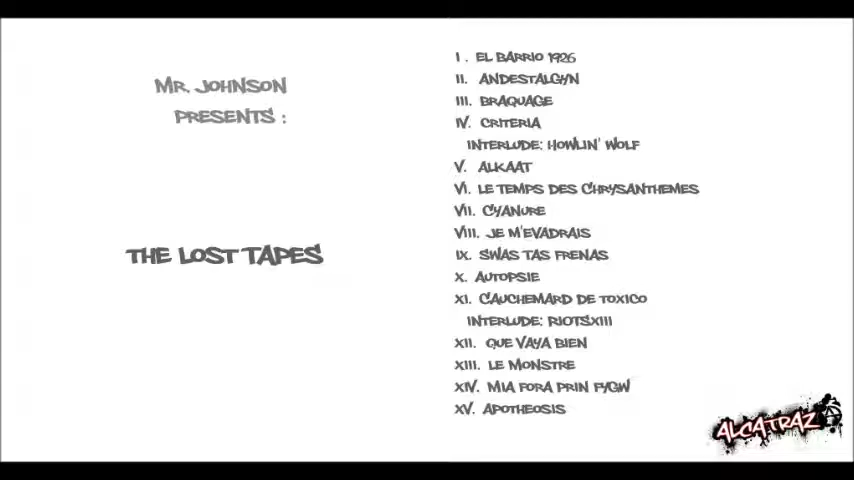 MR. JOHNSON
PRESENTS :
THE LOST TAPES
I . EL BARRIO 1926
II. ANDESTALGYN
III. BRAQUAGE
IV. CRITERIA
INTERLUDE: HOWLIN' WOLF
V. ALKAAT
VI. LE TEMPS DES CHRYSANTHEMES
VII. CYANURE
VIII. JE M'EVADRAIS
IX. SWAS TAS FRENAS
X. AUTOPSIE
XI. CAUCHEMARD DE TOXICO
INTERLUDE: RIOTSXIII
XII. QUE VAYA BIEN
XIII. LE MONSTRE
XIV. MIA FORA PRIN FYGW
XV. APOTHEOSIS
ALCATRAZ